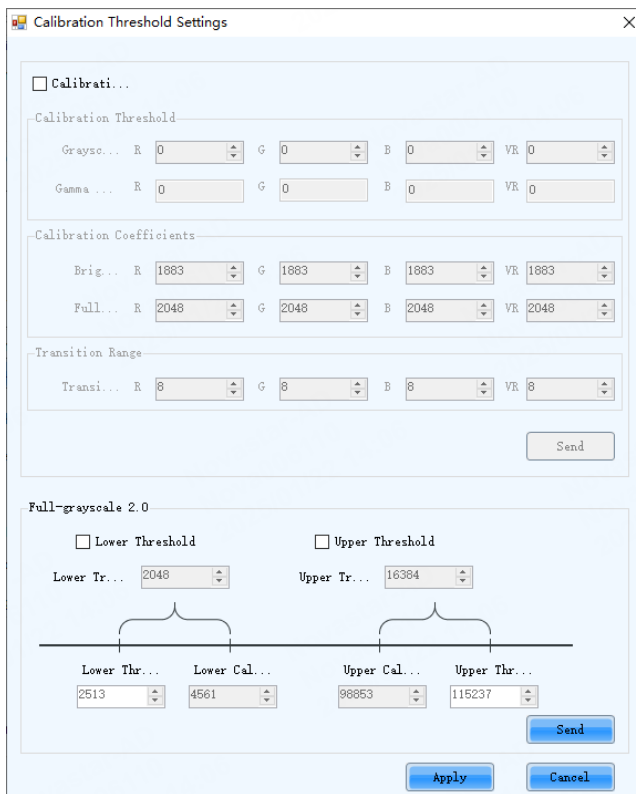 Calibration Threshold Settings
Calibrati...
Calibration Threshold
Graysc... R 0 G 0 B 0 VR 0
Gamma ... R 0 G 0 B 0 VR 0
Calibration Coefficients
Brig... R 1883 G 1883 B 1883 VR 1883
Full... R 2048 G 2048 B 2048 VR 2048
Transition Range
Transi... R 8 G 8 B 8 VR 8
Send
Full-grayscale 2.0
Lower Threshold Upper Threshold
Lower Tr... 2048 Upper Tr... 16384
Lower Thr... Lower Cal... Upper Cal... Upper Thr...
2513 4561 98853 115237
Send
Apply Cancel